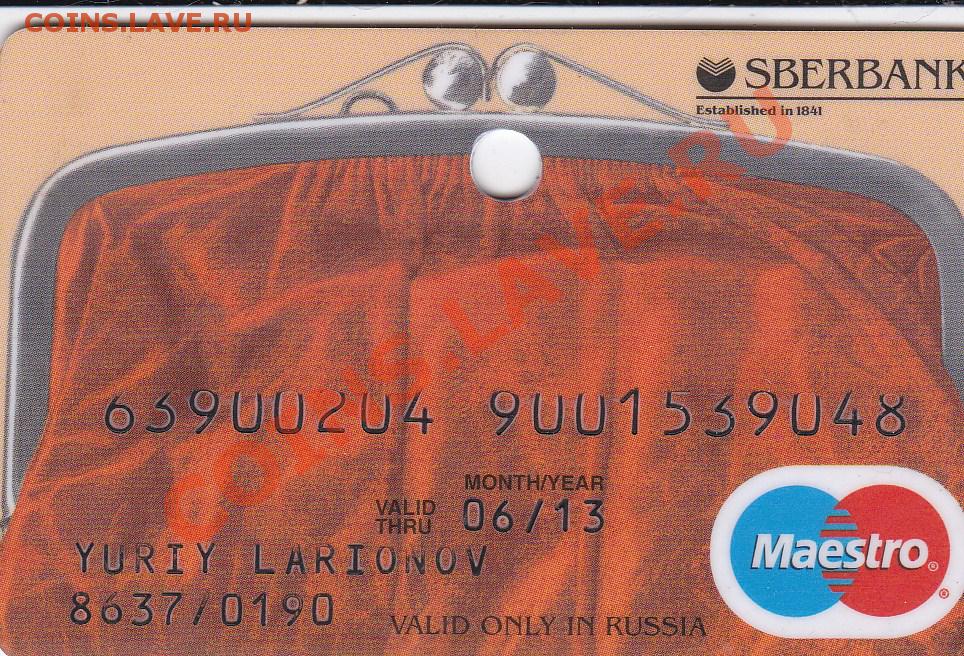 COINS.LAVE.RU
SBERBANK
Established in 1841
COINS.LAVE.RU
63900204 9001539048
MONTH/YEAR
VALID THRU 06/13
YURIY LARIONOV
8637/0190
VALID ONLY IN RUSSIA
Maestro®
®